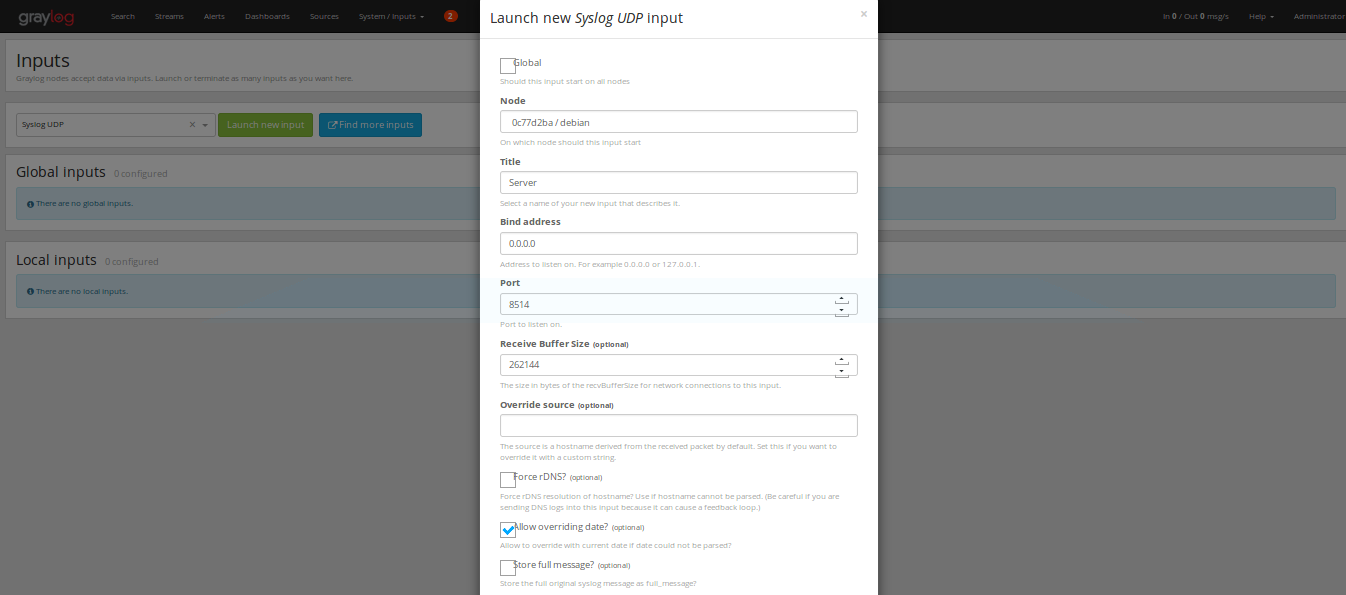 graylog
Search Streams Alerts Dashboards Sources System / Inputs 2
In 0 / Out 0 msg/s Help Administrator
Inputs
Graylog nodes accept data via inputs. Launch or terminate as many inputs as you want here.
Syslog UDP × Launch new input Find more inputs
Global inputs 0 configured
There are no global inputs.
Local inputs 0 configured
There are no local inputs.
Launch new Syslog UDP input ×
Global
Should this input start on all nodes
Node
0c77d2ba / debian
On which node should this input start
Title
Server
Select a name of your new input that describes it.
Bind address
0.0.0.0
Address to listen on. For example 0.0.0.0 or 127.0.0.1.
Port
8514
Port to listen on.
Receive Buffer Size (optional)
262144
The size in bytes of the recvBufferSize for network connections to this input.
Override source (optional)
The source is a hostname derived from the received packet by default. Set this if you want to
override it with a custom string.
Force rDNS? (optional)
Force rDNS resolution of hostname? Use if hostname cannot be parsed. (Be careful if you are
sending DNS logs into this input because it can cause a feedback loop.)
Allow overriding date? (optional)
Allow to override with current date if date could not be parsed?
Store full message? (optional)
Store the full original syslog message as full_message?